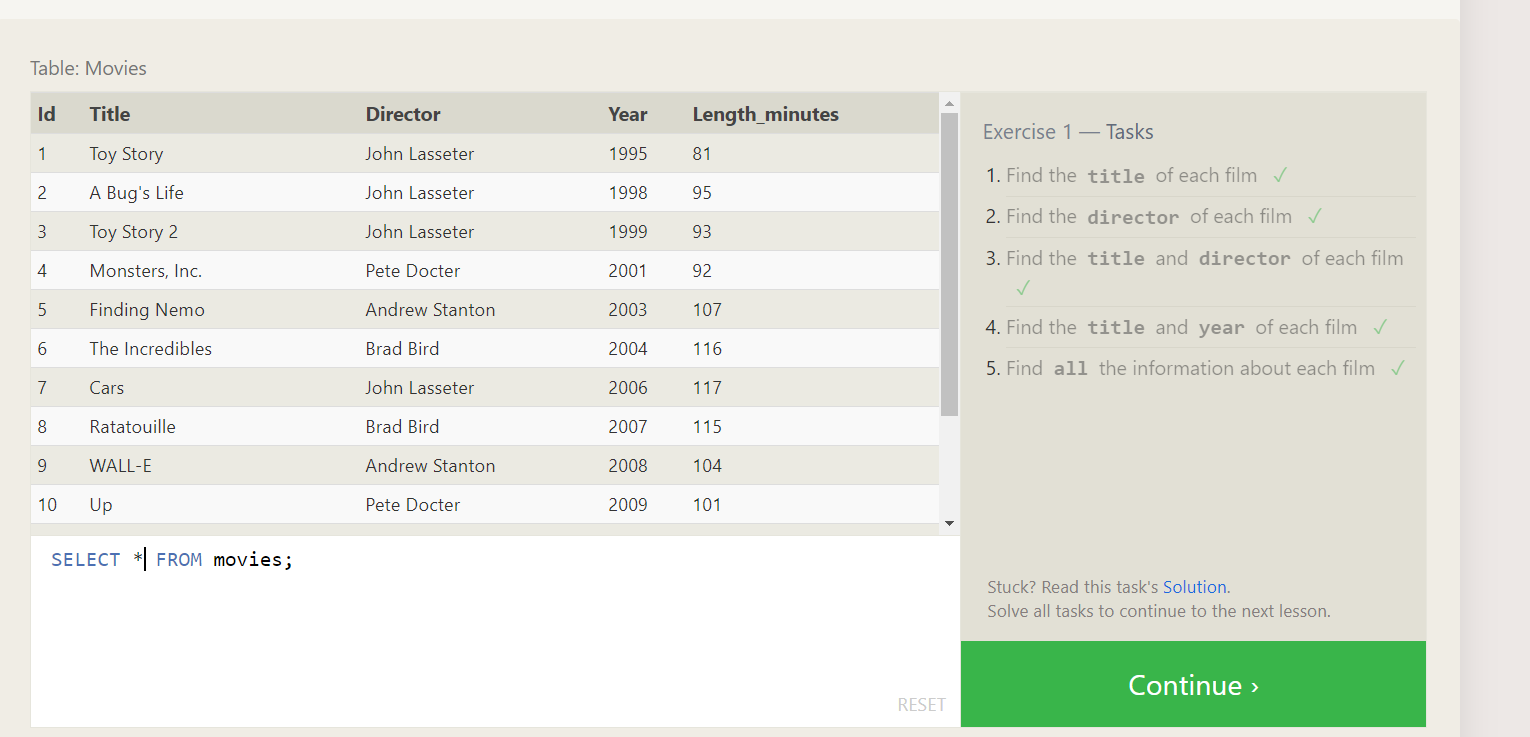 Table: Movies
Id Title Director Year Length_minutes
1 Toy Story John Lasseter 1995 81
2 A Bug's Life John Lasseter 1998 95
3 Toy Story 2 John Lasseter 1999 93
4 Monsters, Inc. Pete Docter 2001 92
5 Finding Nemo Andrew Stanton 2003 107
6 The Incredibles Brad Bird 2004 116
7 Cars John Lasseter 2006 117
8 Ratatouille Brad Bird 2007 115
9 WALL-E Andrew Stanton 2008 104
10 Up Pete Docter 2009 101
SELECT * FROM movies;
RESET
Exercise 1 — Tasks
1. Find the title of each film ✓
2. Find the director of each film ✓
3. Find the title and director of each film
✓
4. Find the title and year of each film ✓
5. Find all the information about each film ✓
Stuck? Read this task's Solution.
Solve all tasks to continue to the next lesson.
Continue ›